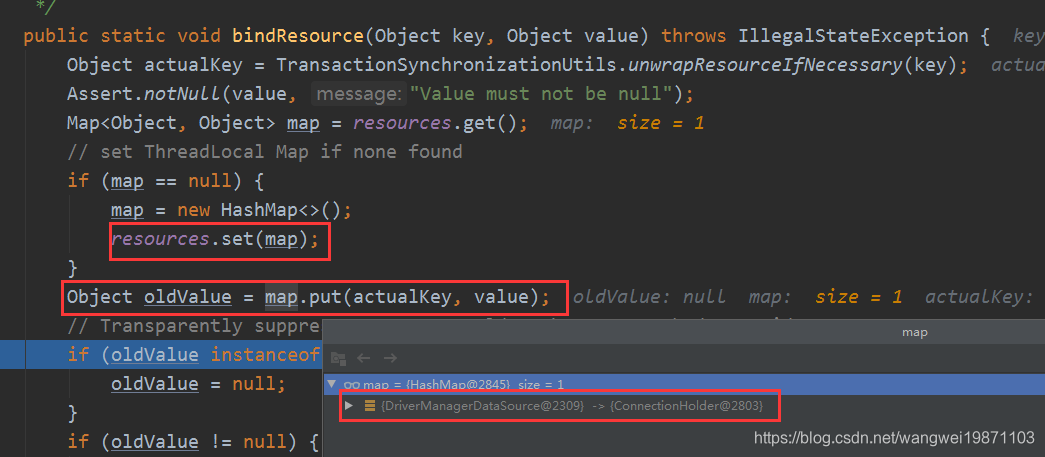 */
public static void bindResource(Object key, Object value) throws IllegalStateException { key
Object actualKey = TransactionSynchronizationUtils.unwrapResourceIfNecessary(key); actua
Assert.notNull(value, message: "Value must not be null");
Map<Object, Object> map = resources.get(); map: size = 1
// set ThreadLocal Map if none found
if (map == null) {
map = new HashMap<>();
resources.set(map);
}
Object oldValue = map.put(actualKey, value); oldValue: null map: size = 1 actualKey:
// Transparently suppre
map
if (oldValue instanceof
oldValue = null;
map = {HashMap@2845} size = 1
{DriverManagerDataSource@2309} -> {ConnectionHolder@2803}
}
if (oldValue != null) {
https://blog.csdn.net/wangwei19871103